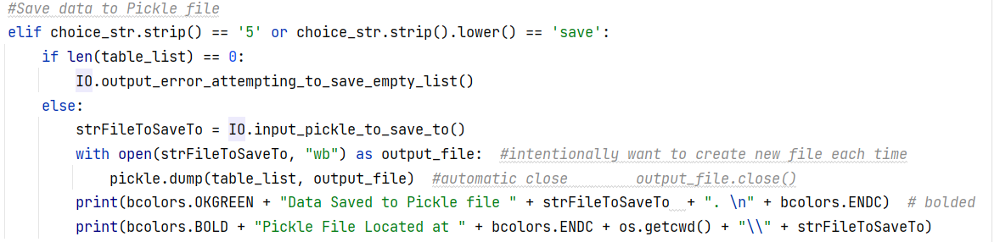 #Save data to Pickle file
elif choice_str.strip() == '5' or choice_str.strip().lower() == 'save':
    if len(table_list) == 0:
        IO.output_error_attempting_to_save_empty_list()
    else:
        strFileToSaveTo = IO.input_pickle_to_save_to()
        with open(strFileToSaveTo, "wb") as output_file:  #intentionally want to create new file each time
            pickle.dump(table_list, output_file)  #automatic close        output_file.close()
        print(bcolors.OKGREEN + "Data Saved to Pickle file " + strFileToSaveTo  + ". \n" + bcolors.ENDC)  # bolded
        print(bcolors.BOLD + "Pickle File Located at " + bcolors.ENDC + os.getcwd() + "\\" + strFileToSaveTo)